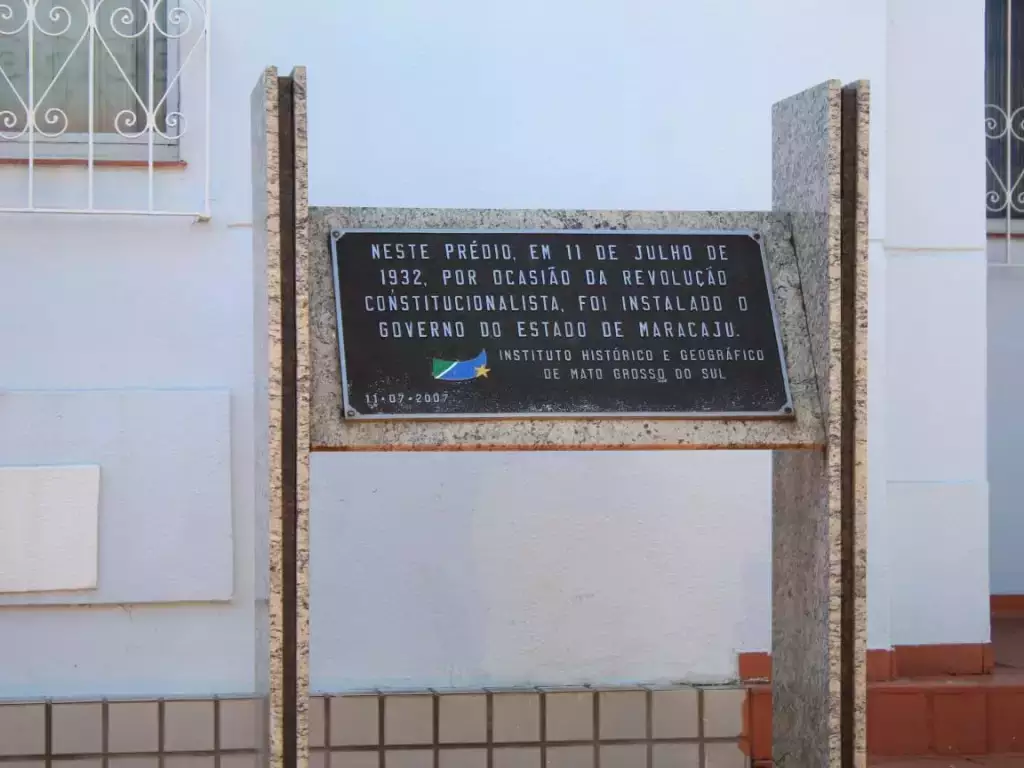 NESTE PRÉDIO, EM 11 DE JULHO DE
1932, POR OCASIÃO DA REVOLUÇÃO
CONSTITUCIONALISTA, FOI INSTALADO O
GOVERNO DO ESTADO DE MARACAJU.
INSTITUTO HISTÓRICO E GEOGRÁFICO
DE MATO GROSSO DO SUL
11-07-2007